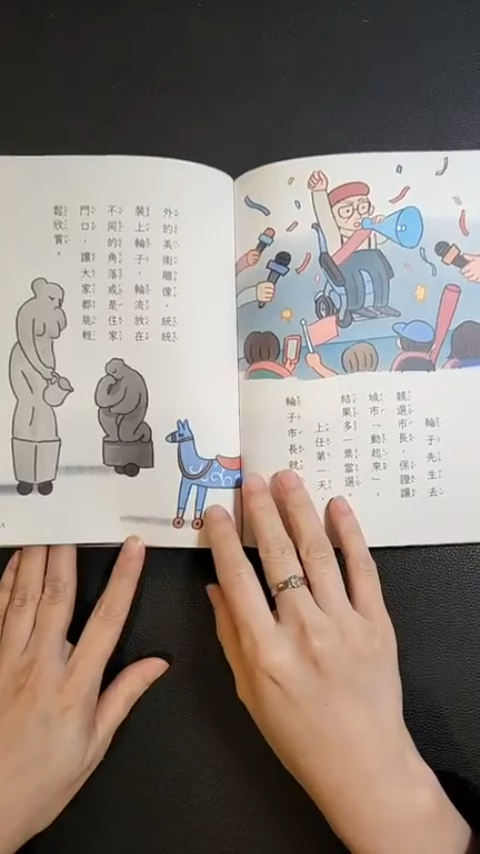 輪子先生去
競選市長，保證讓
城市「動起來」，
結果多一票當選。
上任第一天，
輪子市長就
外的美術雕像，統統
裝上輪子，輪流放在
不同的角落或是住家
門口，讓大家都能輕
鬆欣賞。